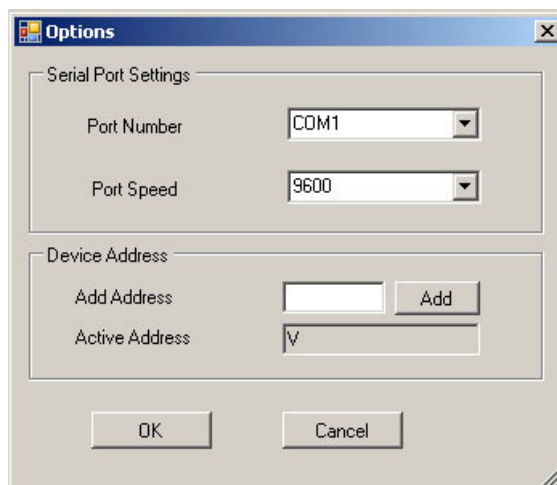 Options
Serial Port Settings
Port Number COM1
Port Speed 9600
Device Address
Add Address Add
Active Address V
OK Cancel